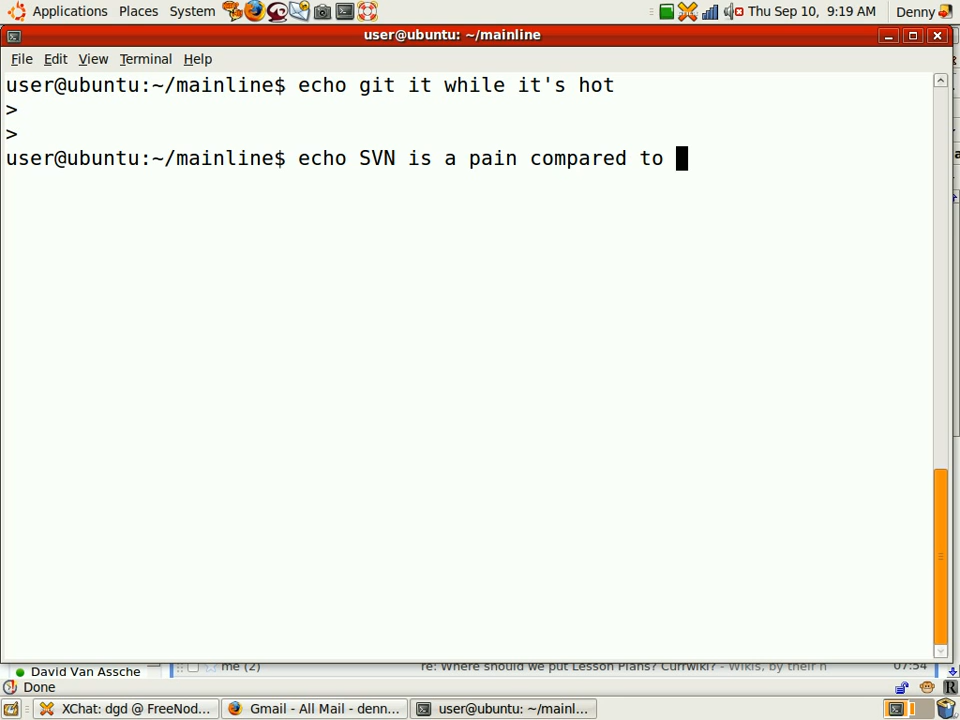 Applications Places System Thu Sep 10, 9:19 AM Denny
user@ubuntu: ~/mainline
File Edit View Terminal Help
user@ubuntu:~/mainline$ echo git it while it's hot
>
>
user@ubuntu:~/mainline$ echo SVN is a pain compared to
David Van Assche me (2) re: Where should we put Lesson Plans? Curriwiki? - Wikis, by their n 07:54
Done
XChat: dgd @ FreeNod... Gmail - All Mail - denn... user@ubuntu: ~/mainl...